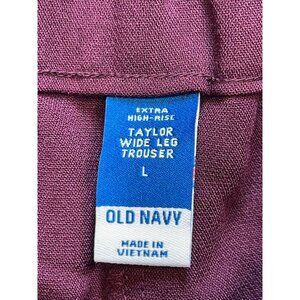 EXTRA
HIGH-RISE
TAYLOR
WIDE LEG
TROUSER
L
OLD NAVY
MADE IN
VIETNAM